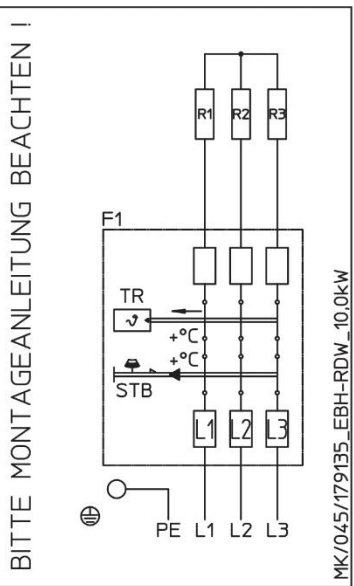 BITTE MONTAGEANLEITUNG BEACHTEN !
R1 R2 R3
F1
TR
ϑ
+°C
+°C
STB
L1 L2 L3
PE L1 L2 L3
MK/045/179135_EBH-RDW_10,0kW